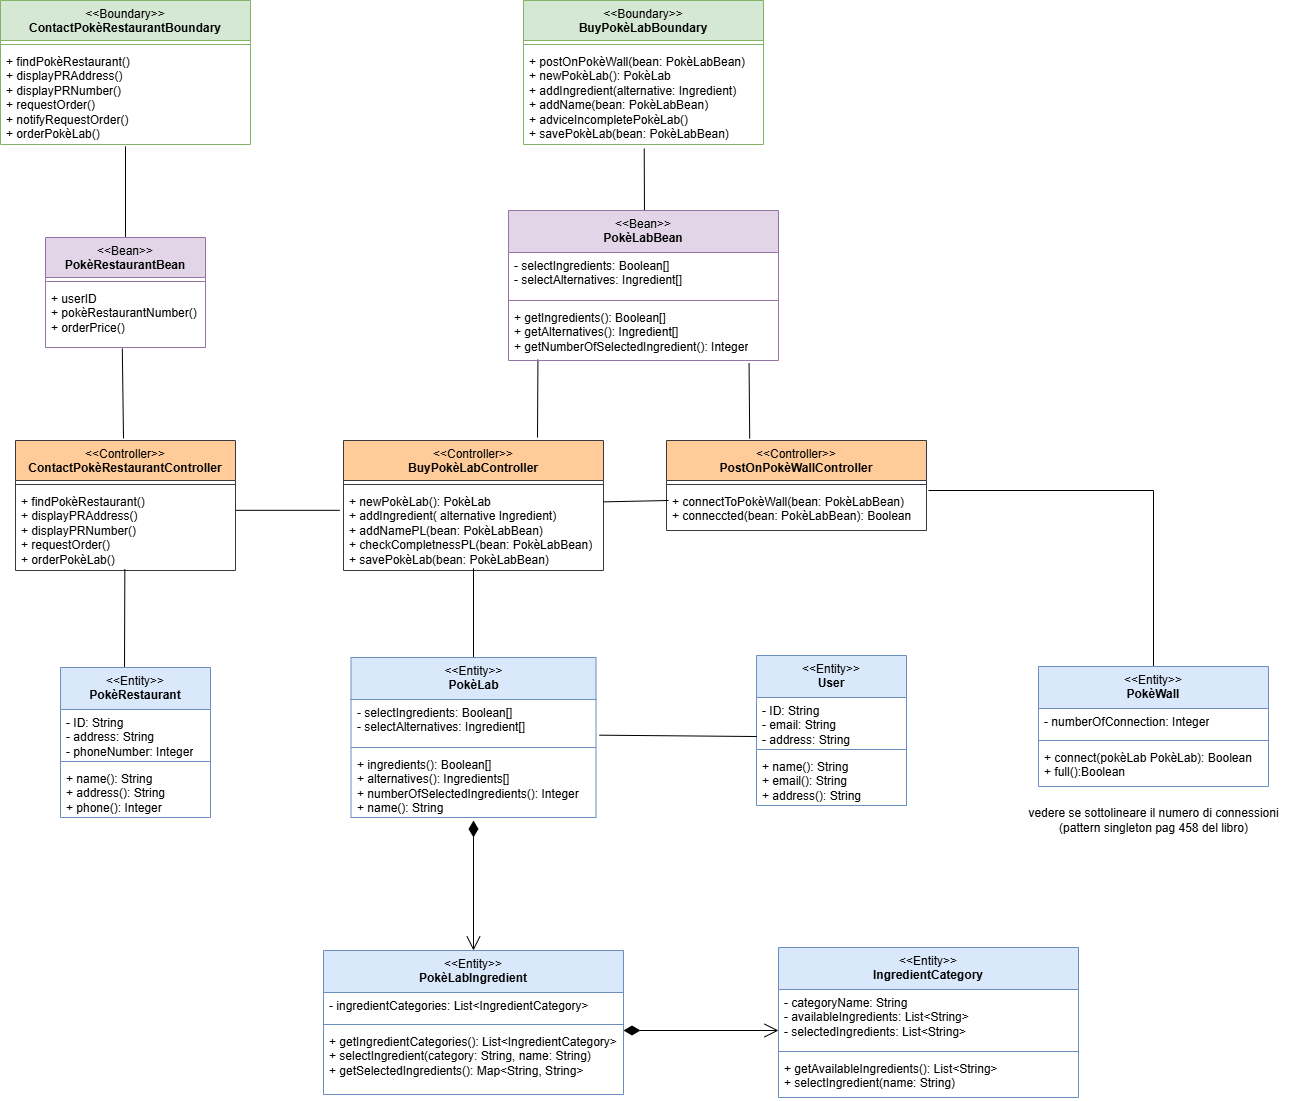 <<Boundary>>
ContactPokèRestaurantBoundary
+ findPokèRestaurant()
+ displayPRAddress()
+ displayPRNumber()
+ requestOrder()
+ notifyRequestOrder()
+ orderPokèLab()
<<Boundary>>
BuyPokèLabBoundary
+ postOnPokèWall(bean: PokèLabBean)
+ newPokèLab(): PokèLab
+ addIngredient(alternative: Ingredient)
+ addName(bean: PokèLabBean)
+ adviceIncompletePokèLab()
+ savePokèLab(bean: PokèLabBean)
<<Bean>>
PokèRestaurantBean
+ userID
+ pokèRestaurantNumber()
+ orderPrice()
<<Bean>>
PokèLabBean
- selectIngredients: Boolean[]
- selectAlternatives: Ingredient[]
+ getIngredients(): Boolean[]
+ getAlternatives(): Ingredient[]
+ getNumberOfSelectedIngredient(): Integer
<<Controller>>
ContactPokèRestaurantController
+ findPokèRestaurant()
+ displayPRAddress()
+ displayPRNumber()
+ requestOrder()
+ orderPokèLab()
<<Controller>>
BuyPokèLabController
+ newPokèLab(): PokèLab
+ addIngredient( alternative Ingredient)
+ addNamePL(bean: PokèLabBean)
+ checkCompletnessPL(bean: PokèLabBean)
+ savePokèLab(bean: PokèLabBean)
<<Controller>>
PostOnPokèWallController
+ connectToPokèWall(bean: PokèLabBean)
+ conneccted(bean: PokèLabBean): Boolean
<<Entity>>
PokèRestaurant
- ID: String
- address: String
- phoneNumber: Integer
+ name(): String
+ address(): String
+ phone(): Integer
<<Entity>>
PokèLab
- selectIngredients: Boolean[]
- selectAlternatives: Ingredient[]
+ ingredients(): Boolean[]
+ alternatives(): Ingredients[]
+ numberOfSelectedIngredients(): Integer
+ name(): String
<<Entity>>
User
- ID: String
- email: String
- address: String
+ name(): String
+ email(): String
+ address(): String
<<Entity>>
PokèWall
- numberOfConnection: Integer
+ connect(pokèLab PokèLab): Boolean
+ full():Boolean
vedere se sottolineare il numero di connessioni
(pattern singleton pag 458 del libro)
<<Entity>>
PokèLabIngredient
- ingredientCategories: List<IngredientCategory>
+ getIngredientCategories(): List<IngredientCategory>
+ selectIngredient(category: String, name: String)
+ getSelectedIngredients(): Map<String, String>
<<Entity>>
IngredientCategory
- categoryName: String
- availableIngredients: List<String>
- selectedIngredients: List<String>
+ getAvailableIngredients(): List<String>
+ selectIngredient(name: String)